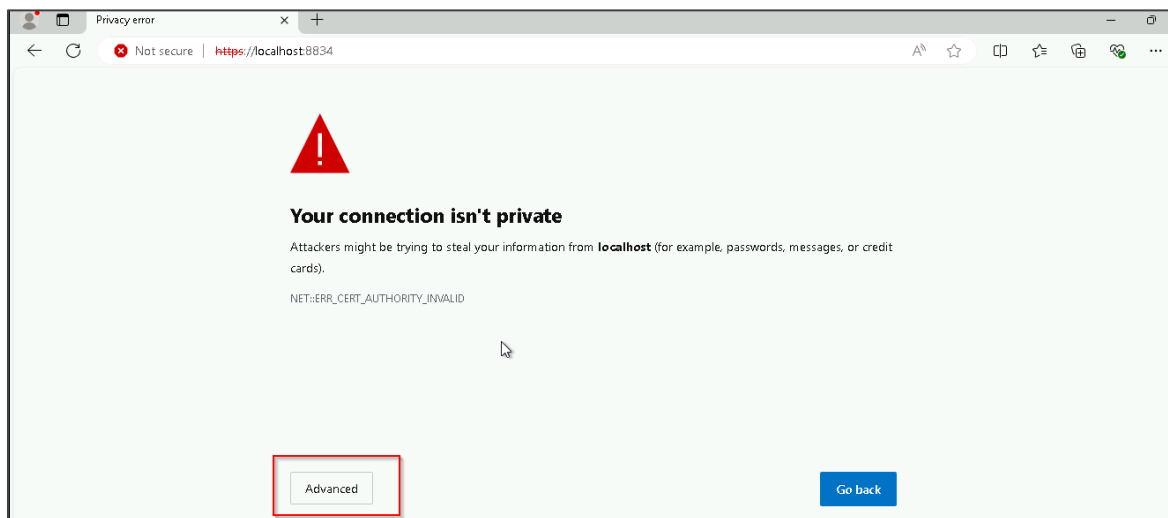 Privacy error
Not secure | https://localhost:8834
Your connection isn't private
Attackers might be trying to steal your information from localhost (for example, passwords, messages, or credit
cards).
NET::ERR_CERT_AUTHORITY_INVALID
Advanced
Go back